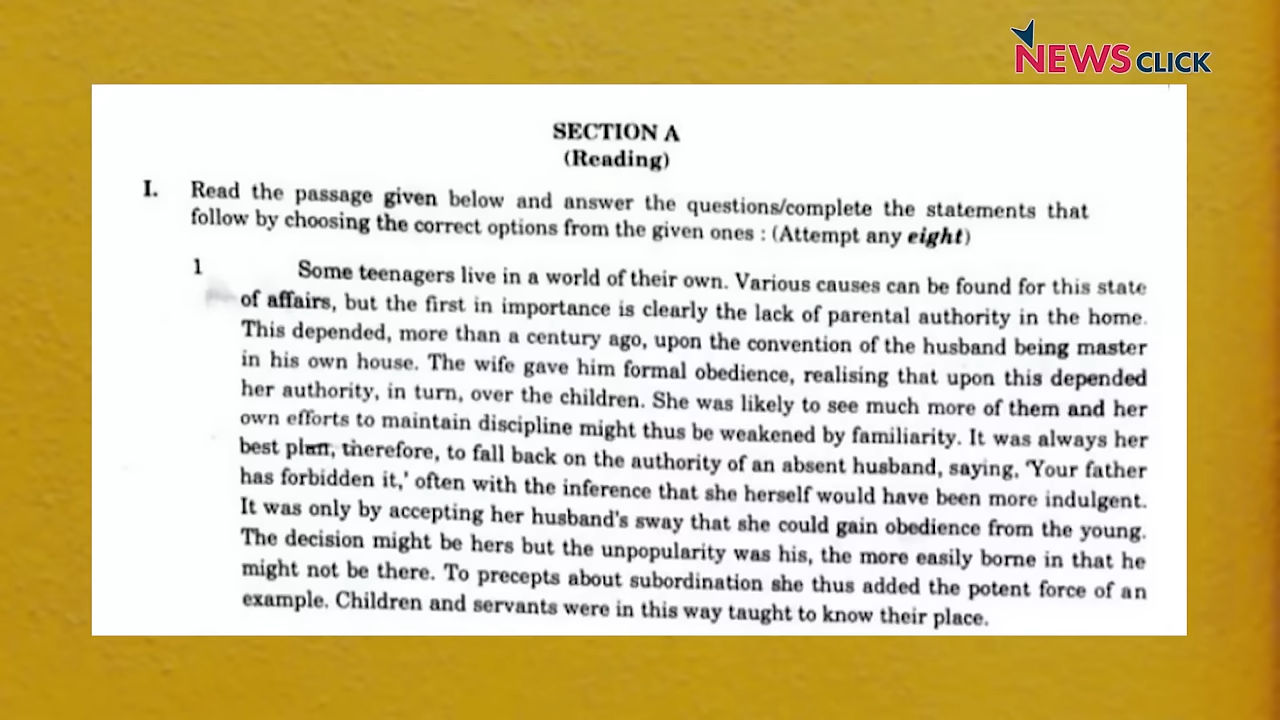 NEWSCLICK
SECTION A
(Reading)
I. Read the passage given below and answer the questions/complete the statements that
follow by choosing the correct options from the given ones : (Attempt any eight)
1 Some teenagers live in a world of their own. Various causes can be found for this state
of affairs, but the first in importance is clearly the lack of parental authority in the home.
This depended, more than a century ago, upon the convention of the husband being master
in his own house. The wife gave him formal obedience, realising that upon this depended
her authority, in turn, over the children. She was likely to see much more of them and her
own efforts to maintain discipline might thus be weakened by familiarity. It was always her
best plan, therefore, to fall back on the authority of an absent husband, saying, 'Your father
has forbidden it,' often with the inference that she herself would have been more indulgent.
It was only by accepting her husband's sway that she could gain obedience from the young.
The decision might be hers but the unpopularity was his, the more easily borne in that he
might not be there. To precepts about subordination she thus added the potent force of an
example. Children and servants were in this way taught to know their place.